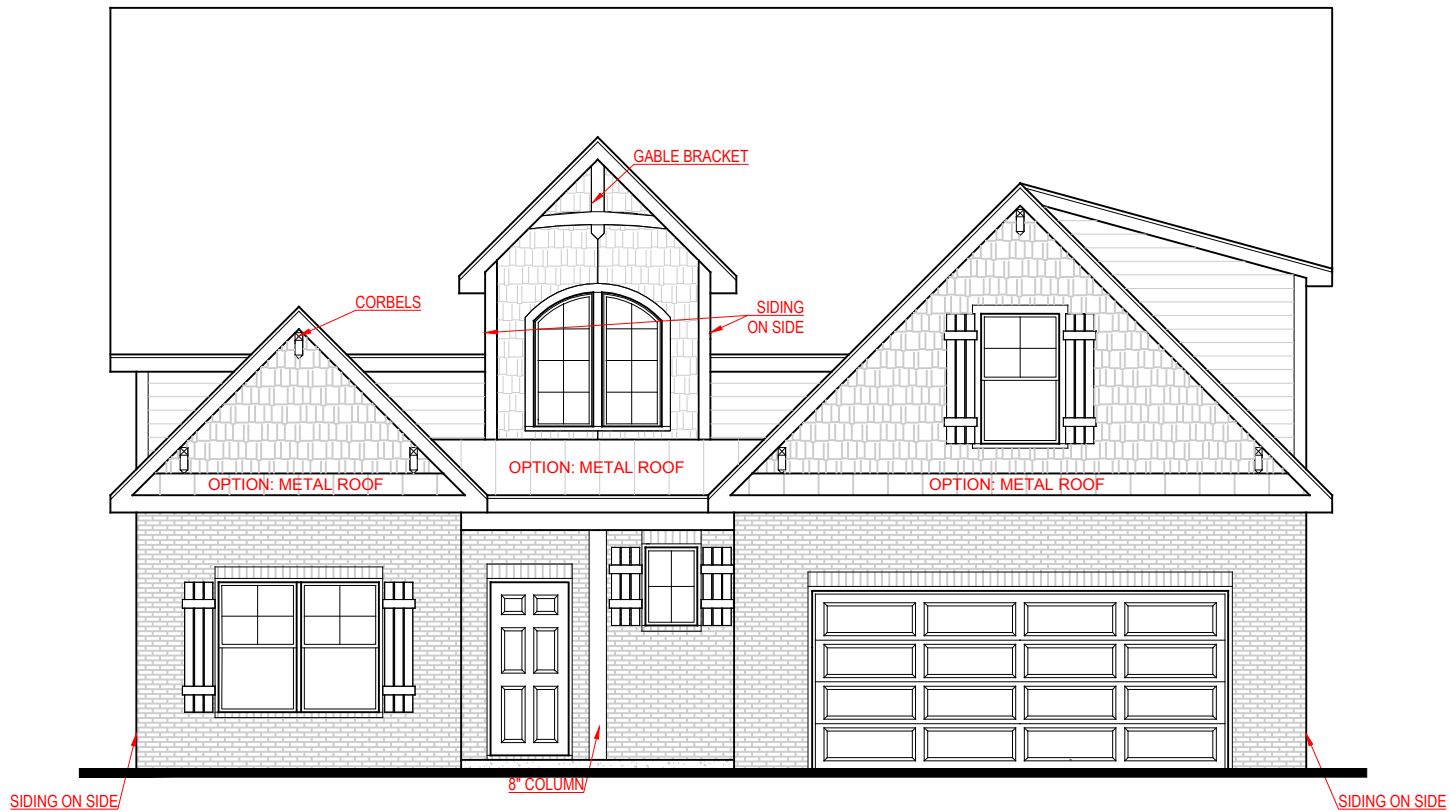 GABLE BRACKET
CORBELS
SIDING
ON SIDE
OPTION: METAL ROOF
OPTION: METAL ROOF
OPTION: METAL ROOF
8" COLUMN
SIDING ON SIDE
SIDING ON SIDE